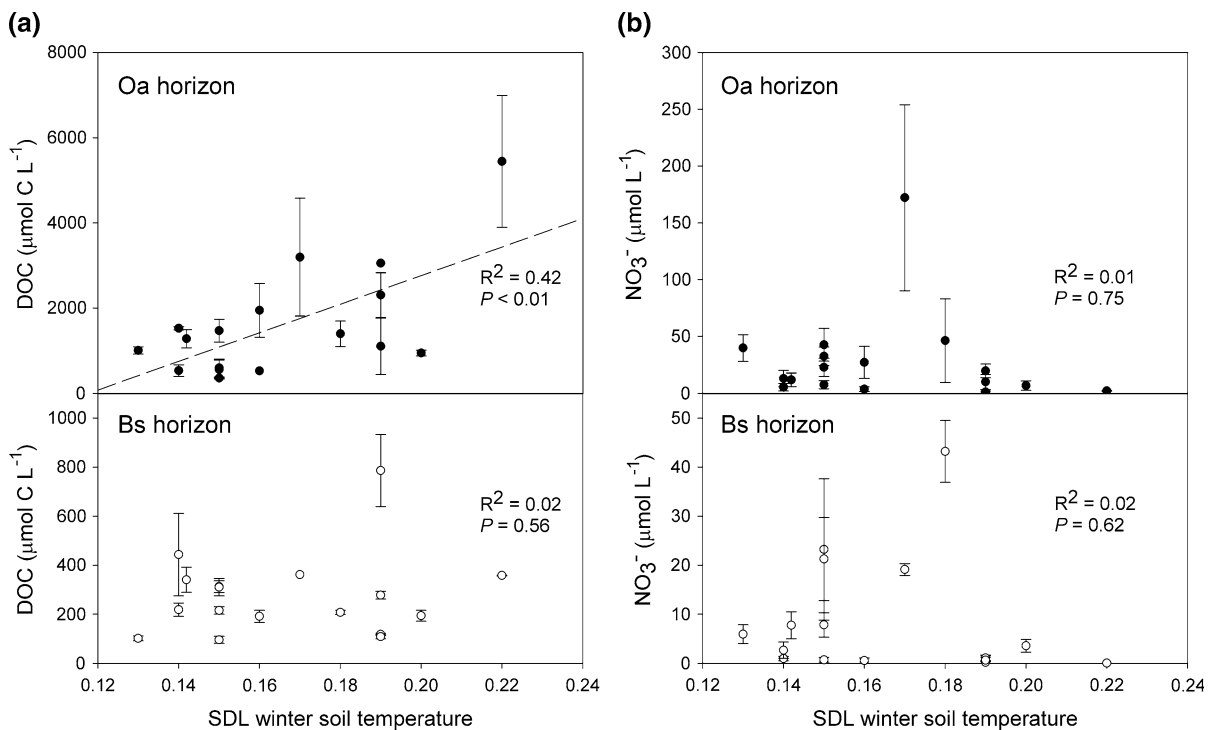 (a)
8000
6000
4000
2000
0
DOC (μmol C L⁻¹)
Oa horizon
R² = 0.42
P < 0.01
1000
800
600
400
200
0
DOC (μmol C L⁻¹)
Bs horizon
R² = 0.02
P = 0.56
0.12 0.14 0.16 0.18 0.20 0.22 0.24
SDL winter soil temperature
(b)
300
250
200
150
100
50
0
NO₃⁻ (μmol L⁻¹)
Oa horizon
R² = 0.01
P = 0.75
50
40
30
20
10
0
NO₃⁻ (μmol L⁻¹)
Bs horizon
R² = 0.02
P = 0.62
0.12 0.14 0.16 0.18 0.20 0.22 0.24
SDL winter soil temperature